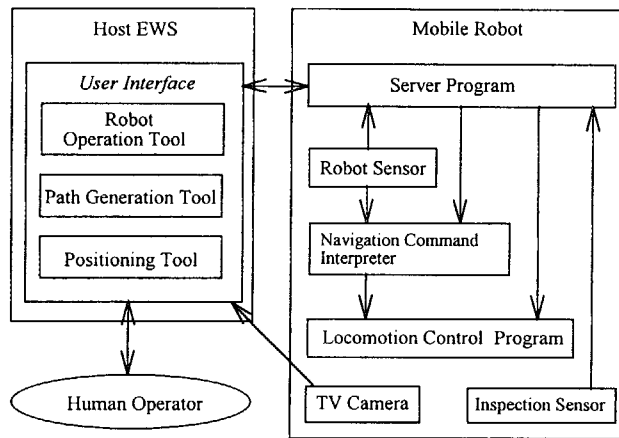 Host EWS
User Interface
Robot
Operation Tool
Path Generation Tool
Positioning Tool
Human Operator
Mobile Robot
Server Program
Robot Sensor
Navigation Command
Interpreter
Locomotion Control Program
TV Camera
Inspection Sensor